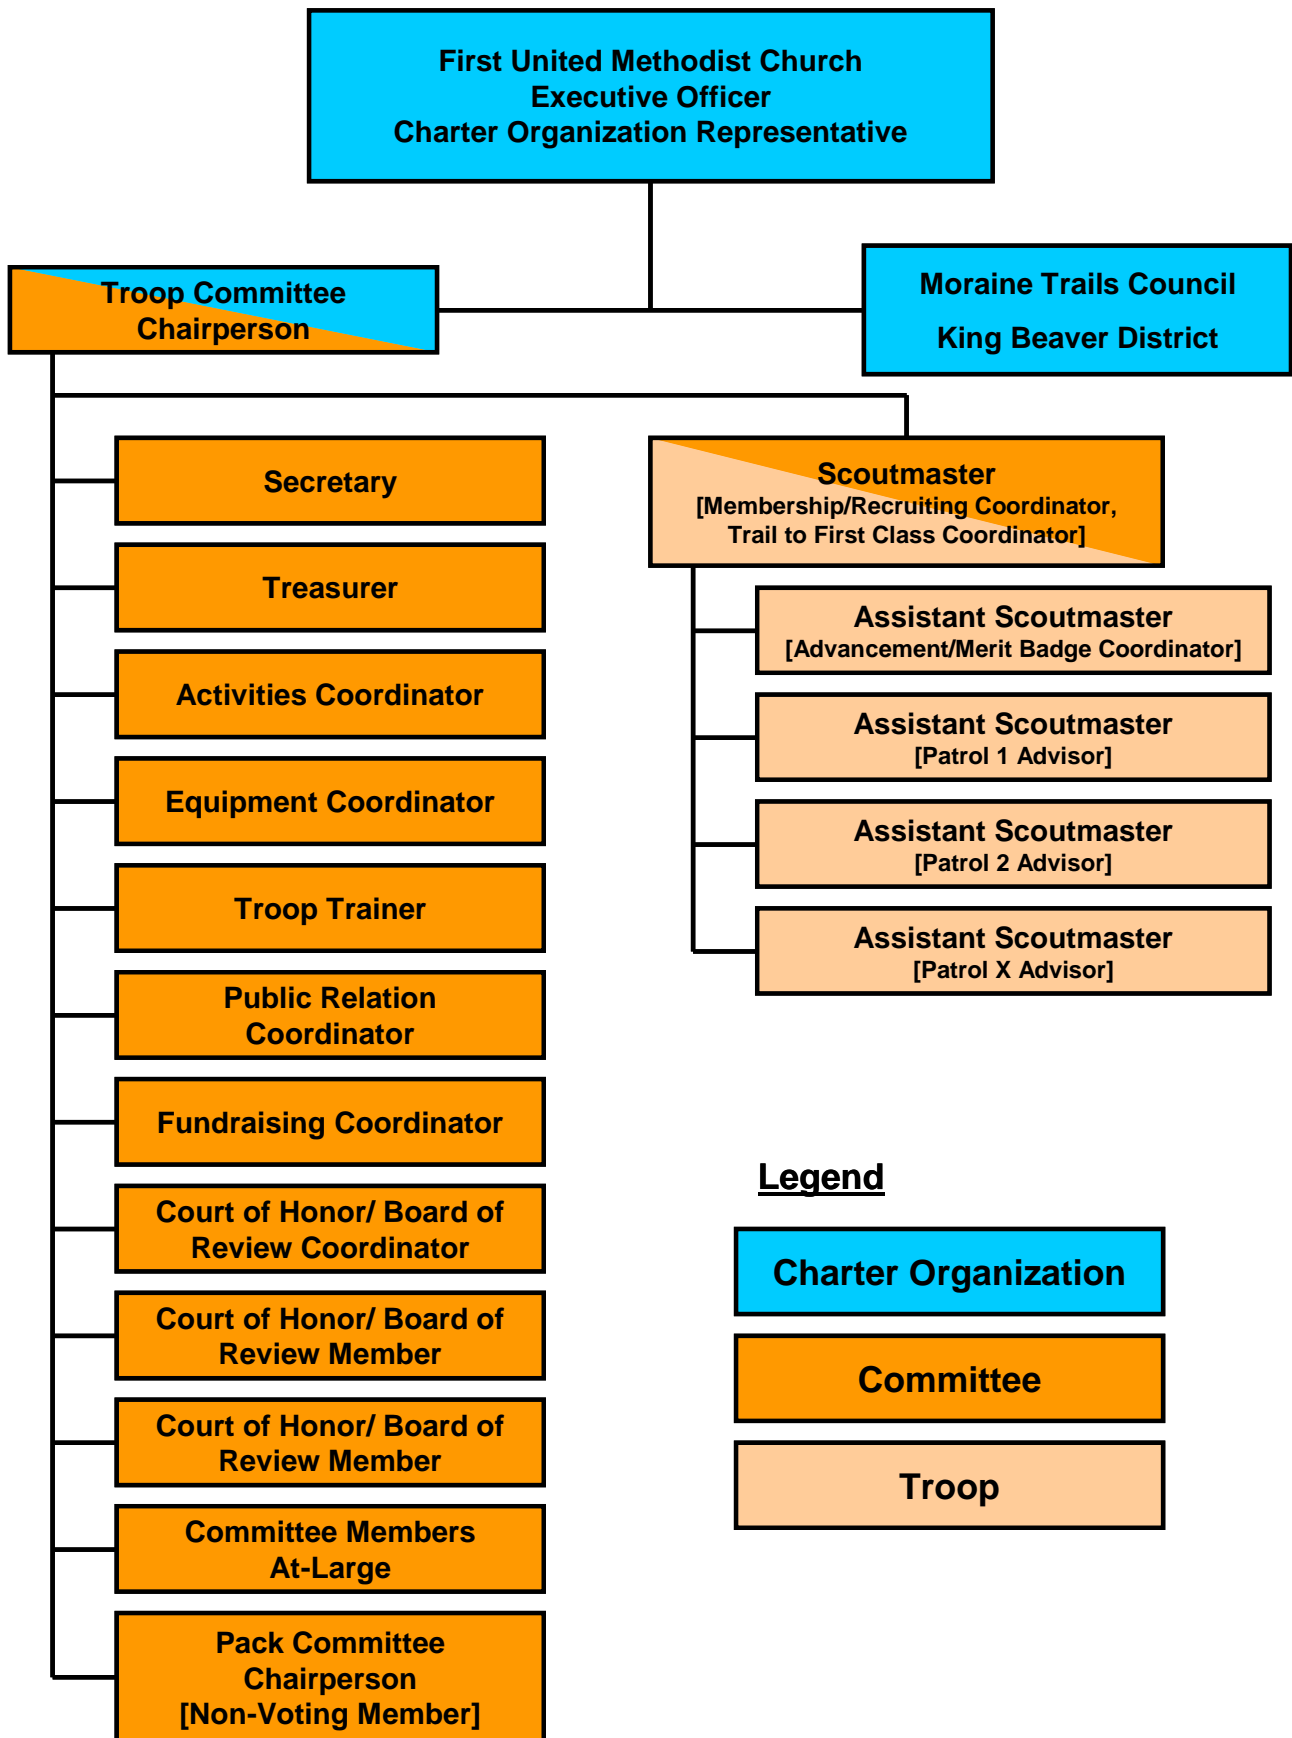 First United Methodist Church
Executive Officer
Charter Organization Representative
Troop Committee
Chairperson
Moraine Trails Council
King Beaver District
Secretary
Treasurer
Activities Coordinator
Equipment Coordinator
Troop Trainer
Public Relation
Coordinator
Fundraising Coordinator
Court of Honor/ Board of
Review Coordinator
Court of Honor/ Board of
Review Member
Court of Honor/ Board of
Review Member
Committee Members
At-Large
Pack Committee
Chairperson
[Non-Voting Member]
Scoutmaster
[Membership/Recruiting Coordinator,
Trail to First Class Coordinator]
Assistant Scoutmaster
[Advancement/Merit Badge Coordinator]
Assistant Scoutmaster
[Patrol 1 Advisor]
Assistant Scoutmaster
[Patrol 2 Advisor]
Assistant Scoutmaster
[Patrol X Advisor]
Legend
Charter Organization
Committee
Troop